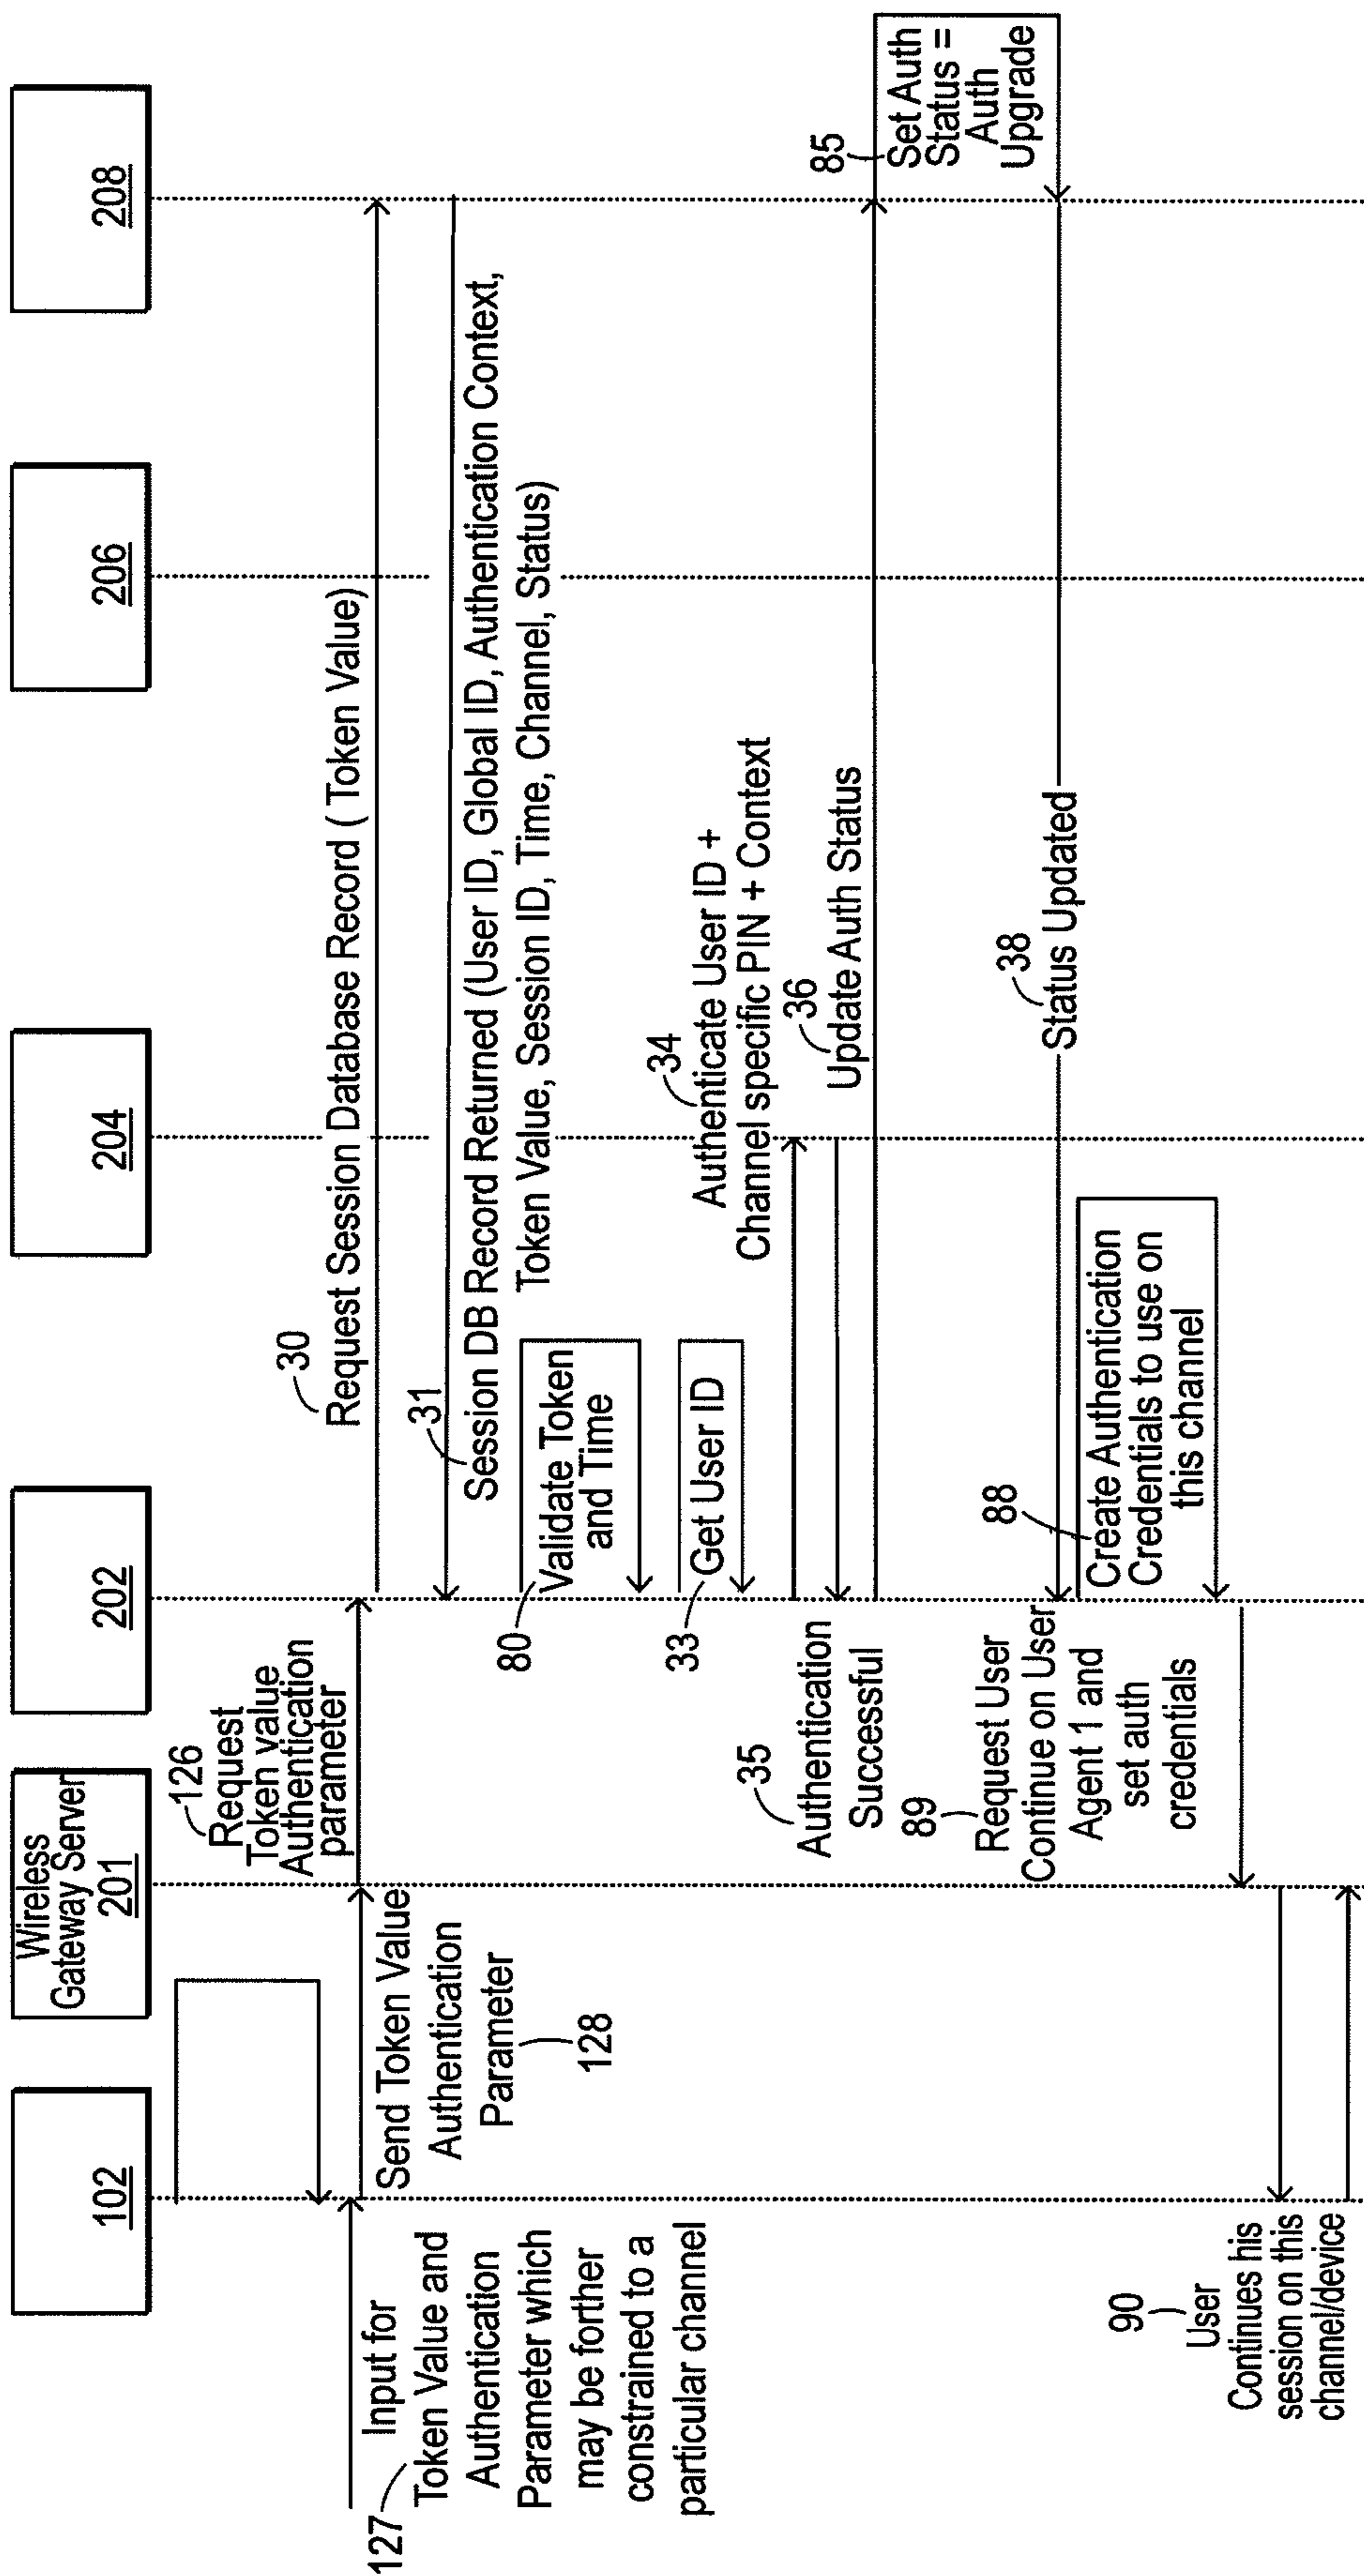 102
Wireless
Gateway Server
201
202
204
206
208
126
Request
Token value
Authentication
parameter
30
Request Session Database Record ( Token Value)
127
Input for
Token Value and
Authentication
Parameter which
may be forther
constrained to a
particular channel
Send Token Value
Authentication
Parameter
128
31
Session DB Record Returned (User ID, Global ID, Authentication Context,
Token Value, Session ID, Time, Channel, Status)
80
Validate Token
and Time
33
Get User ID
34
Authenticate User ID +
Channel specific PIN + Context
35
Authentication
Successful
36
Update Auth Status
85
Set Auth
Status =
Auth
Upgrade
38
Status Updated
88
Create Authentication
Credentials to use on
this channel
89
Request User
Continue on User
Agent 1 and
set auth
credentials
90
User
Continues his
session on this
channel/device